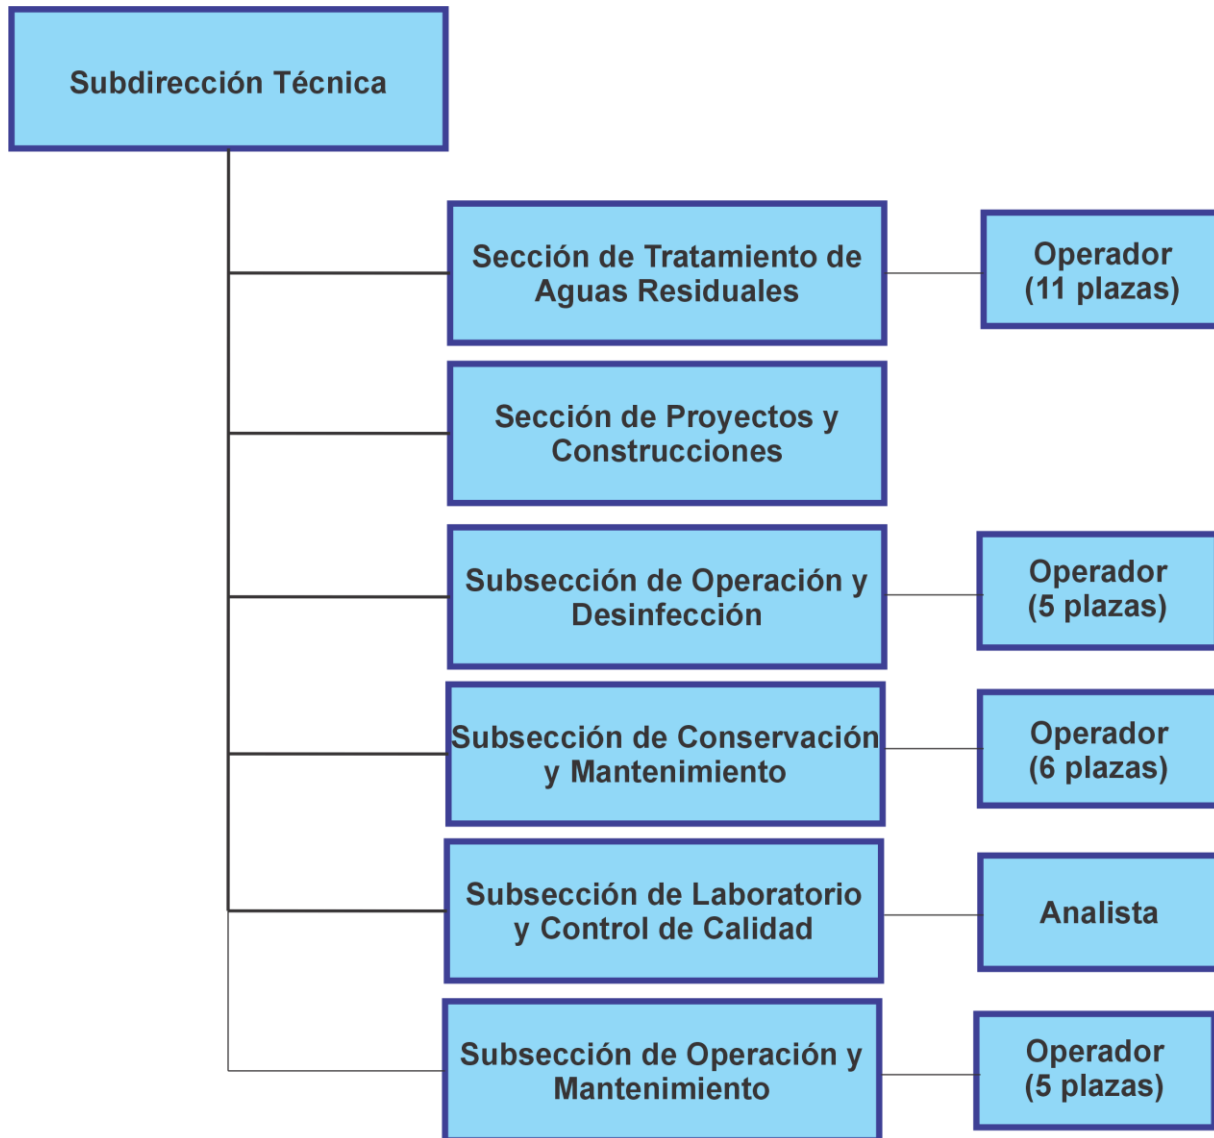 Subdirección Técnica
Sección de Tratamiento de
Aguas Residuales
Operador
(11 plazas)
Sección de Proyectos y
Construcciones
Subsección de Operación y
Desinfección
Operador
(5 plazas)
Subsección de Conservación
y Mantenimiento
Operador
(6 plazas)
Subsección de Laboratorio
y Control de Calidad
Analista
Subsección de Operación y
Mantenimiento
Operador
(5 plazas)